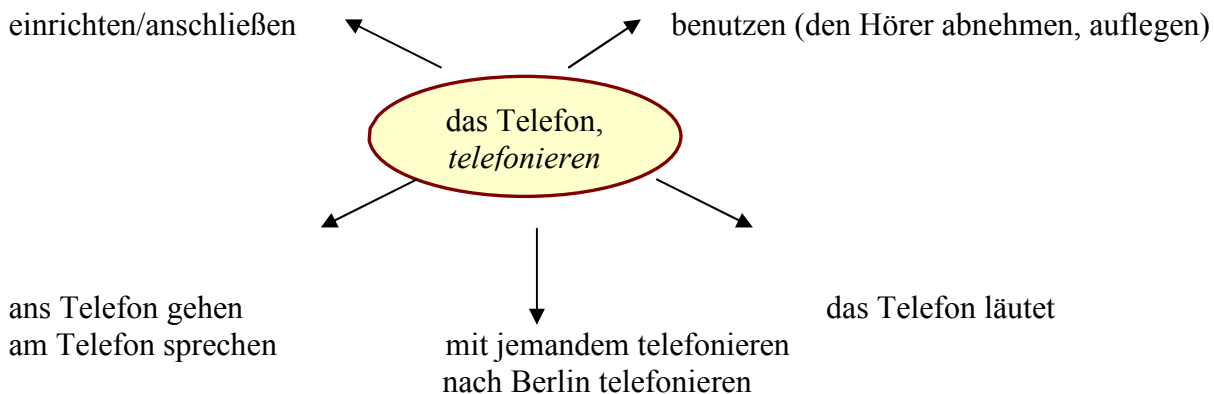 einrichten/anschließen
benutzen (den Hörer abnehmen, auflegen)
das Telefon,
telefonieren
ans Telefon gehen
am Telefon sprechen
mit jemandem telefonieren
nach Berlin telefonieren
das Telefon läutet